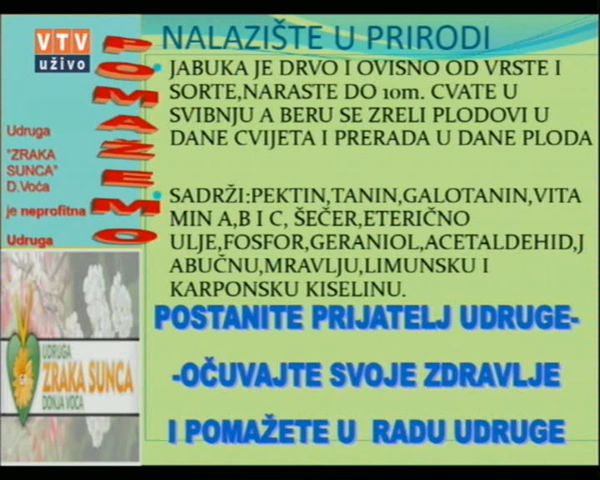 VTV
uživo
POMAŽEMO
Udruga
"ZRAKA
SUNCA"
D.Voća
je neprofitna
Udruga
UDRUGA
ZRAKA SUNCA
DONJA VOĆA
NALAZIŠTE U PRIRODI
JABUKA JE DRVO I OVISNO OD VRSTE I
SORTE,NARASTE DO 10m. CVATE U
SVIBNJU A BERU SE ZRELI PLODOVI U
DANE CVIJETA I PRERADA U DANE PLODA
SADRŽI:PEKTIN,TANIN,GALOTANIN,VITA
MIN A,B I C, ŠEČER,ETERIČNO
ULJE,FOSFOR,GERANIOL,ACETALDEHID,J
ABUČNU,MRAVLJU,LIMUNSKU I
KARPONSKU KISELINU.
POSTANITE PRIJATELJ UDRUGE-
-OČUVAJTE SVOJE ZDRAVLJE
I POMAŽETE U RADU UDRUGE